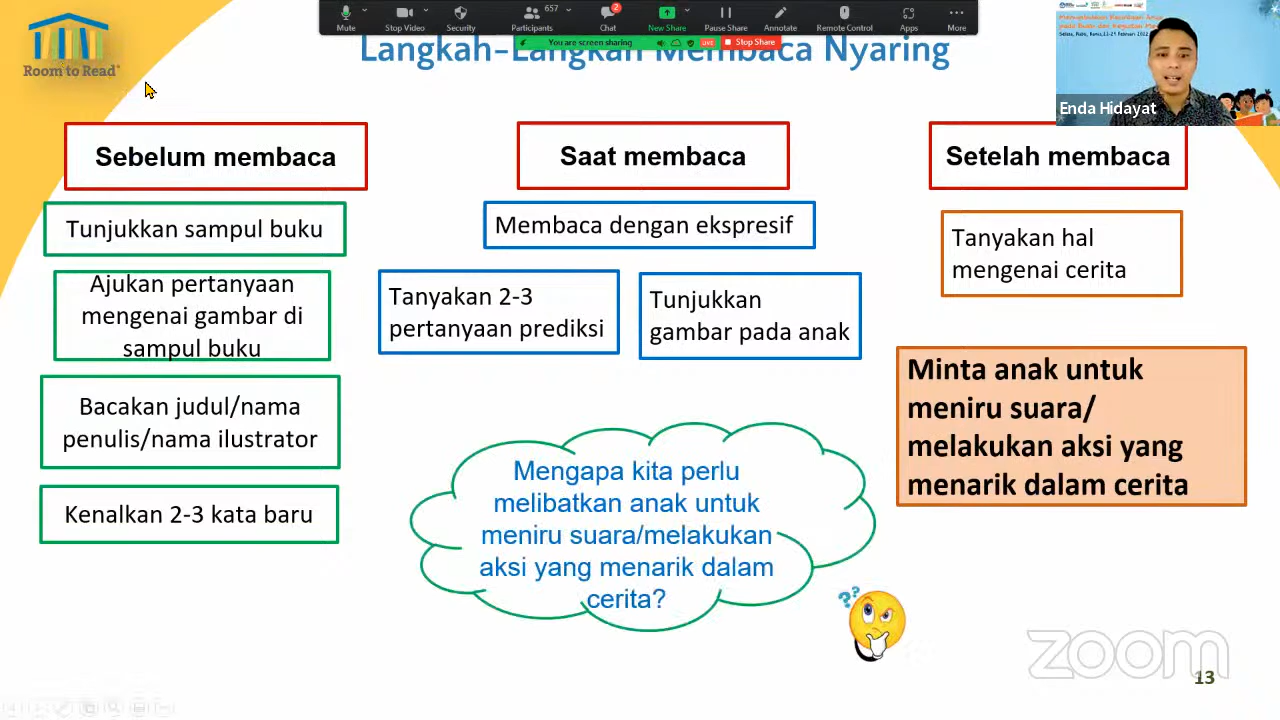 Mute
Stop Video
Security
Participants
657
Chat
2
New Share
Pause Share
Annotate
Remote Control
Apps
More
You are screen sharing
LIVE
Stop Share
Room to Read
Langkah-Langkah Membaca Nyaring
Enda Hidayat
Sebelum membaca
Tunjukkan sampul buku
Ajukan pertanyaan
mengenai gambar di
sampul buku
Bacakan judul/nama
penulis/nama ilustrator
Kenalkan 2-3 kata baru
Saat membaca
Membaca dengan ekspresif
Tanyakan 2-3
pertanyaan prediksi
Tunjukkan
gambar pada anak
Mengapa kita perlu
melibatkan anak untuk
meniru suara/melakukan
aksi yang menarik dalam
cerita?
??
Setelah membaca
Tanyakan hal
mengenai cerita
Minta anak untuk
meniru suara/
melakukan aksi yang
menarik dalam cerita
zoom
13